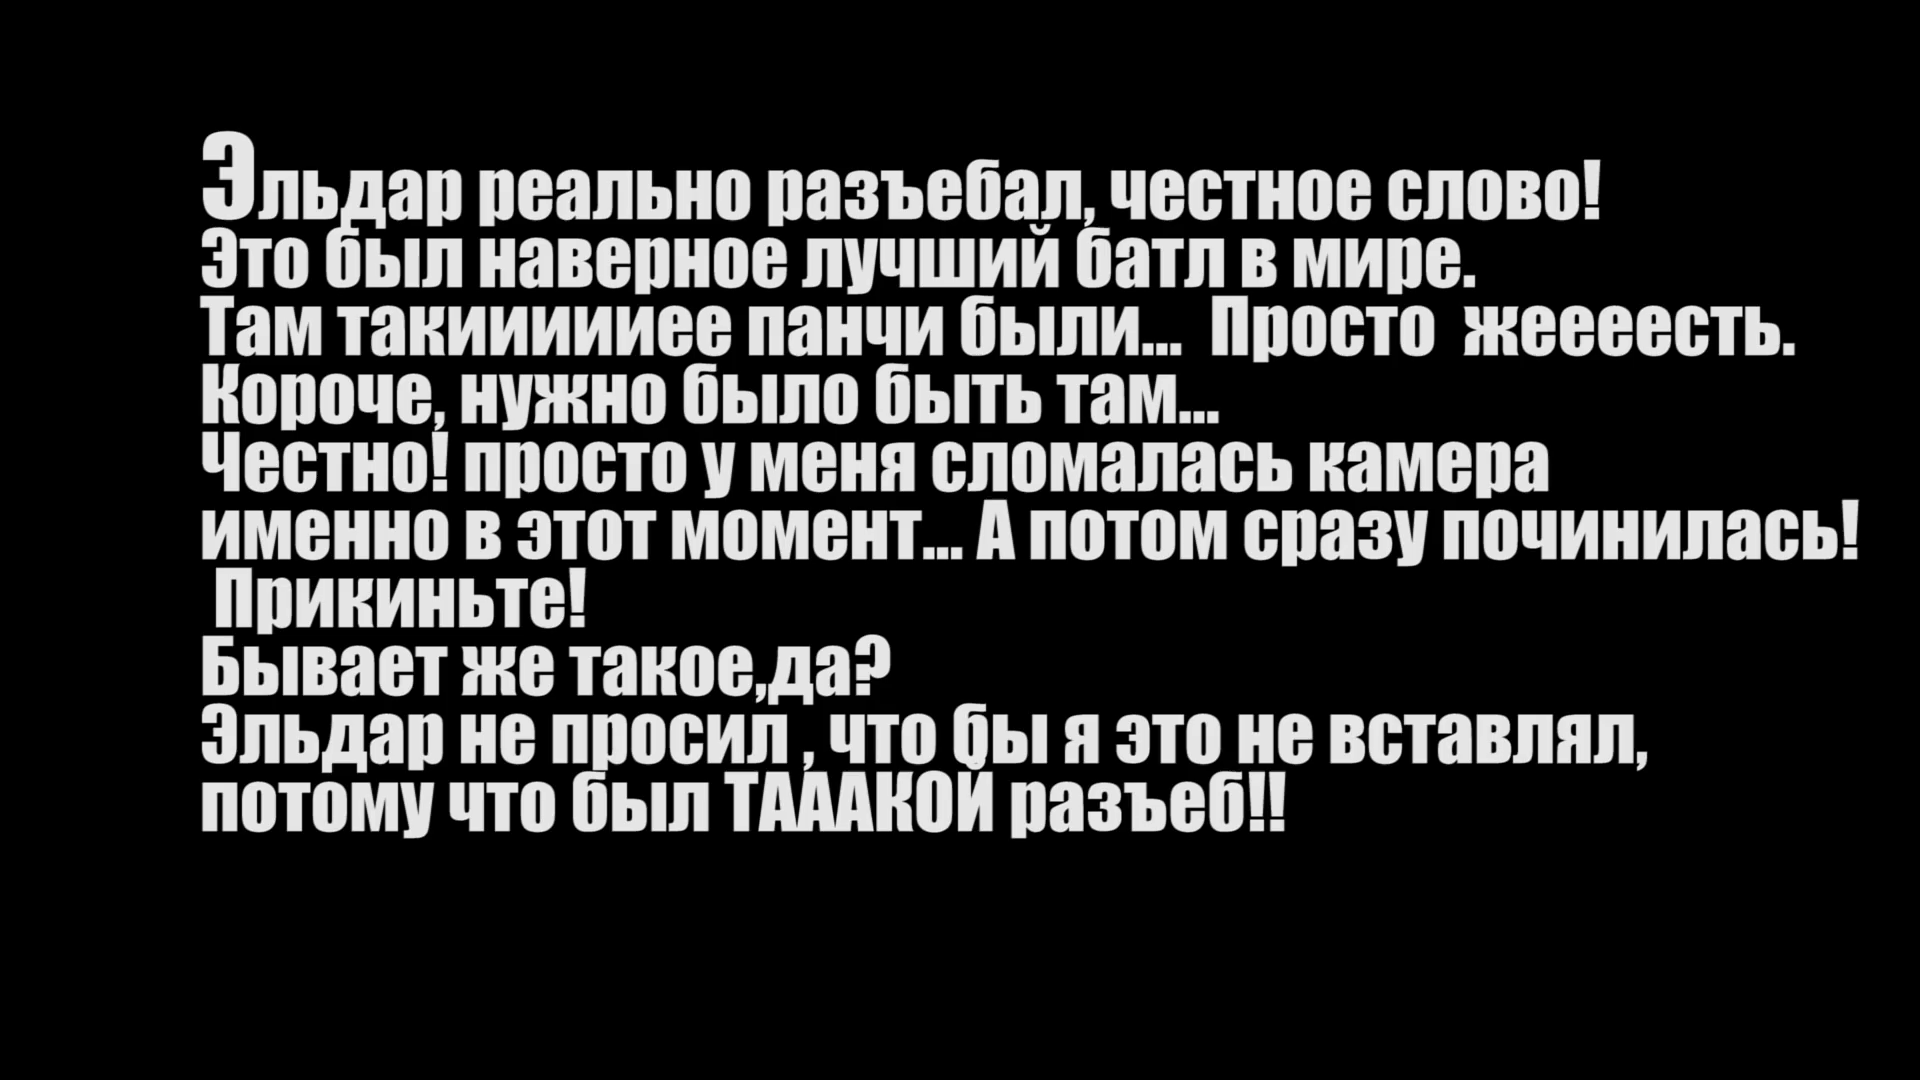 Эльдар реально разъебал, честное слово!
Это был наверное лучший батл в мире.
Там такииииииее панчи были... Просто жеееесть.
Короче, нужно было быть там...
Честно! просто у меня сломалась камера
именно в этот момент... А потом сразу починилась!
Прикиньте!
Бывает же такое,да?
Эльдар не просил , что бы я это не вставлял,
потому что был ТАААКОЙ разъеб!!